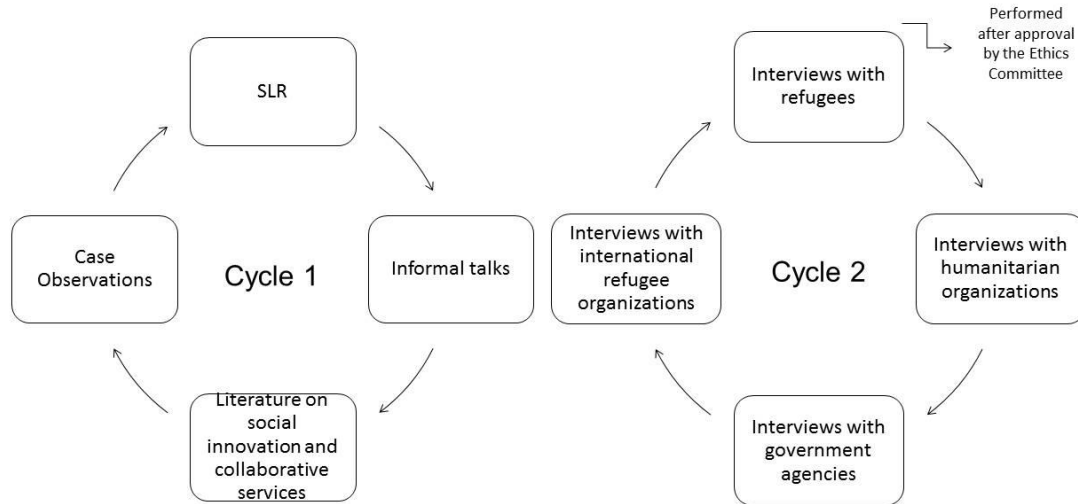 SLR
Informal talks
Literature on
social
innovation and
collaborative
services
Case
Observations
Cycle 1
Interviews with
refugees
Performed
after approval
by the Ethics
Committee
Interviews with
humanitarian
organizations
Interviews with
government
agencies
Interviews with
international
refugee
organizations
Cycle 2